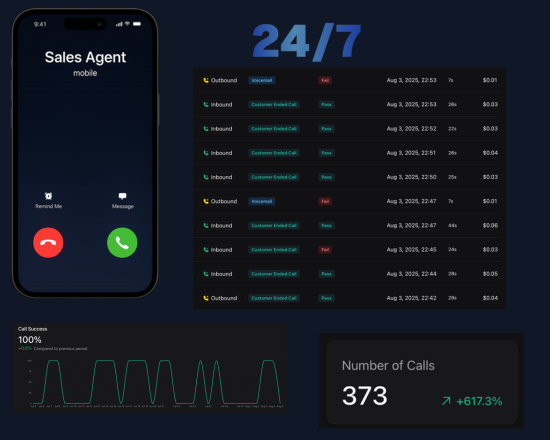 9:41
Sales Agent
mobile
Remind Me Message
24/7
Outbound Voicemail Fail Aug 3, 2025, 22:53 7s $0.01
Inbound Customer Ended Call Pass Aug 3, 2025, 22:53 26s $0.03
Inbound Customer Ended Call Pass Aug 3, 2025, 22:52 22s $0.03
Inbound Customer Ended Call Pass Aug 3, 2025, 22:51 26s $0.04
Inbound Customer Ended Call Pass Aug 3, 2025, 22:50 25s $0.03
Outbound Voicemail Fail Aug 3, 2025, 22:47 7s $0.01
Inbound Customer Ended Call Pass Aug 3, 2025, 22:47 44s $0.06
Inbound Customer Ended Call Fail Aug 3, 2025, 22:45 24s $0.03
Inbound Customer Ended Call Pass Aug 3, 2025, 22:44 28s $0.05
Outbound Customer Ended Call Pass Aug 3, 2025, 22:42 29s $0.04
Call Success
100%
Compared to previous period
Number of Calls
373 +617.3%